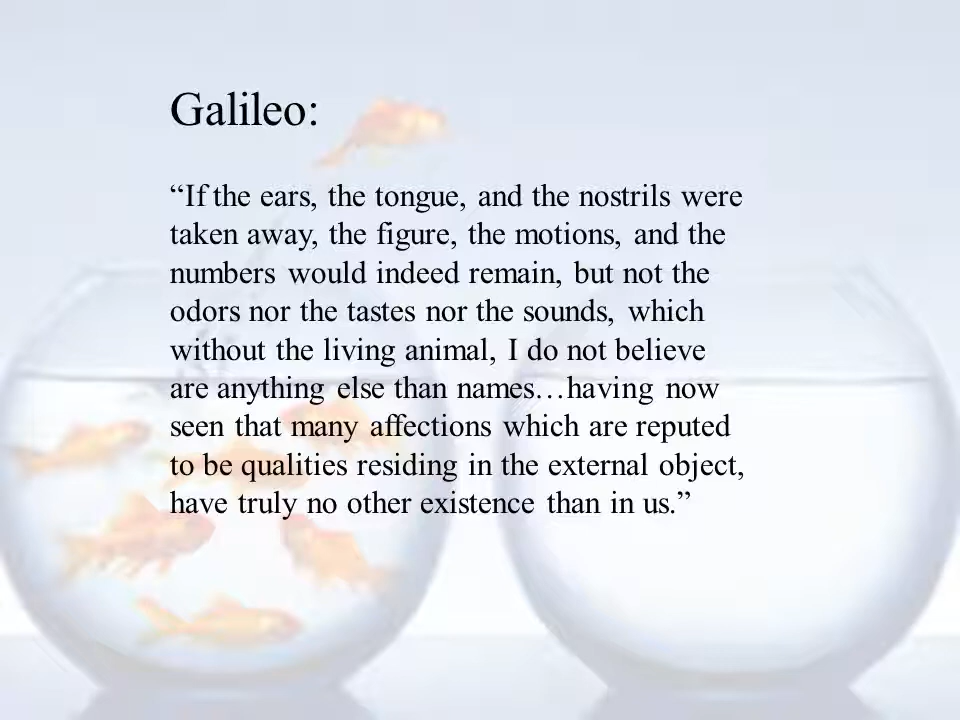 Galileo:
“If the ears, the tongue, and the nostrils were
taken away, the figure, the motions, and the
numbers would indeed remain, but not the
odors nor the tastes nor the sounds, which
without the living animal, I do not believe
are anything else than names…having now
seen that many affections which are reputed
to be qualities residing in the external object,
have truly no other existence than in us.”